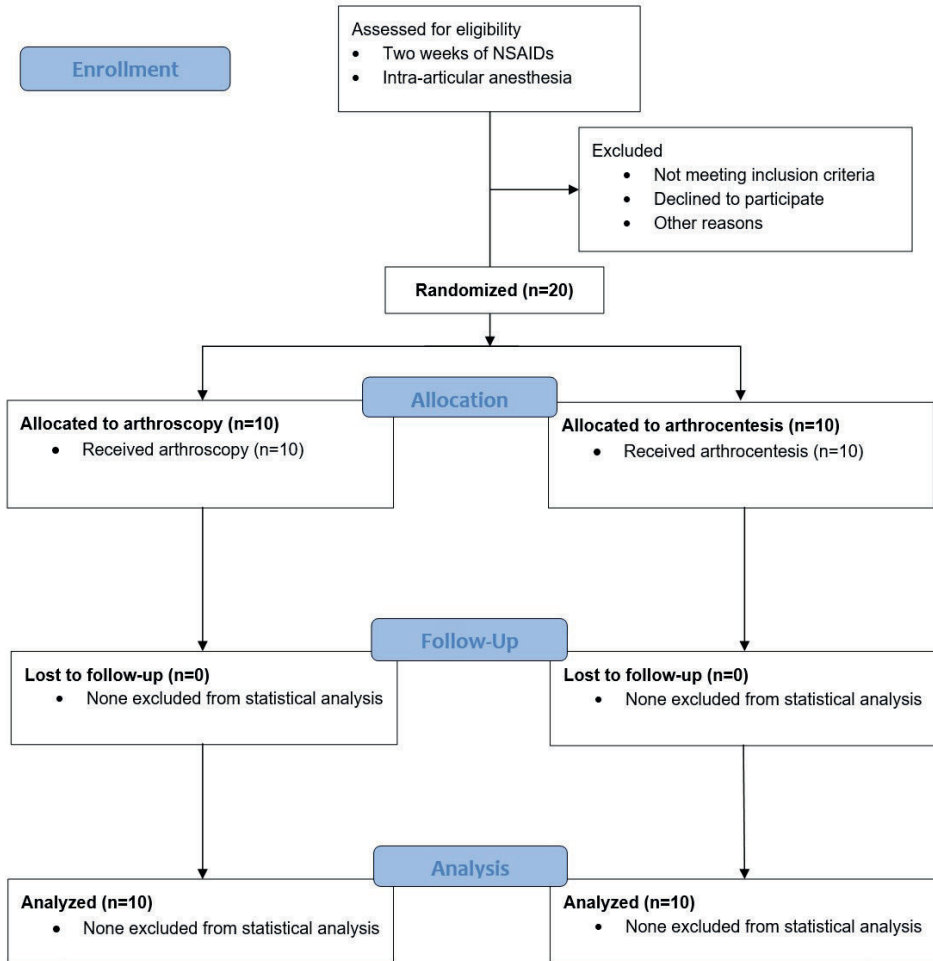 Enrollment
Assessed for eligibility
• Two weeks of NSAIDs
• Intra-articular anesthesia
Excluded
• Not meeting inclusion criteria
• Declined to participate
• Other reasons
Randomized (n=20)
Allocation
Allocated to arthroscopy (n=10)
• Received arthroscopy (n=10)
Allocated to arthrocentesis (n=10)
• Received arthrocentesis (n=10)
Follow-Up
Lost to follow-up (n=0)
• None excluded from statistical analysis
Lost to follow-up (n=0)
• None excluded from statistical analysis
Analysis
Analyzed (n=10)
• None excluded from statistical analysis
Analyzed (n=10)
• None excluded from statistical analysis